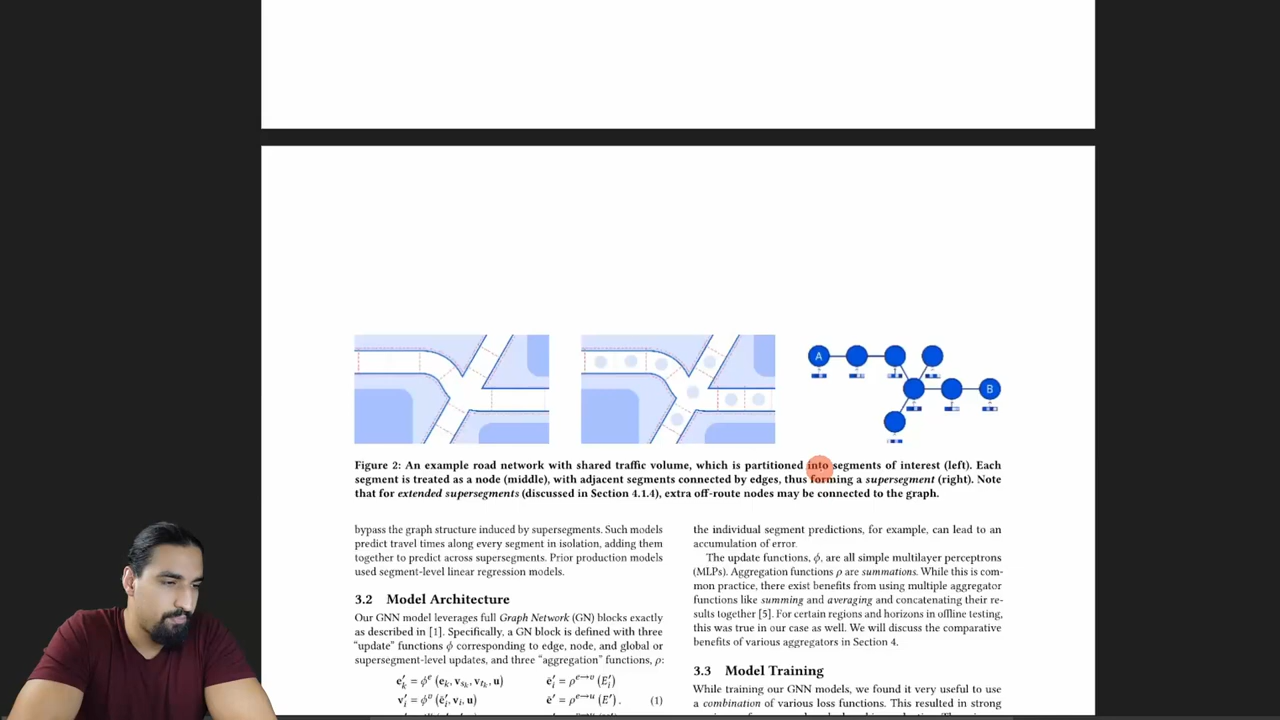 A
B
Figure 2: An example road network with shared traffic volume, which is partitioned into segments of interest (left). Each
segment is treated as a node (middle), with adjacent segments connected by edges, thus forming a supersegment (right). Note
that for extended supersegments (discussed in Section 4.1.4), extra off-route nodes may be connected to the graph.
bypass the graph structure induced by supersegments. Such models
predict travel times along every segment in isolation, adding them
together to predict across supersegments. Prior production models
used segment-level linear regression models.
3.2 Model Architecture
Our GNN model leverages full Graph Network (GN) blocks exactly
as described in [1]. Specifically, a GN block is defined with three
"update" functions ϕ corresponding to edge, node, and global or
supersegment-level updates, and three "aggregation" functions, ρ:
e′ₖ = ϕᵉ (eₖ, vₛₖ, vₜₖ, u) ē′ᵢ = ρᵉ→ᵛ (E′ᵢ)
v′ᵢ = ϕᵛ (ē′ᵢ, vᵢ, u) ē′ = ρᵉ→ᵘ (E′). (1)
the individual segment predictions, for example, can lead to an
accumulation of error.
The update functions, ϕ, are all simple multilayer perceptrons
(MLPs). Aggregation functions ρ are summations. While this is com-
mon practice, there exist benefits from using multiple aggregator
functions like summing and averaging and concatenating their re-
sults together [5]. For certain regions and horizons in offline testing,
this was true in our case as well. We will discuss the comparative
benefits of various aggregators in Section 4.
3.3 Model Training
While training our GNN models, we found it very useful to use
a combination of various loss functions. This resulted in strong